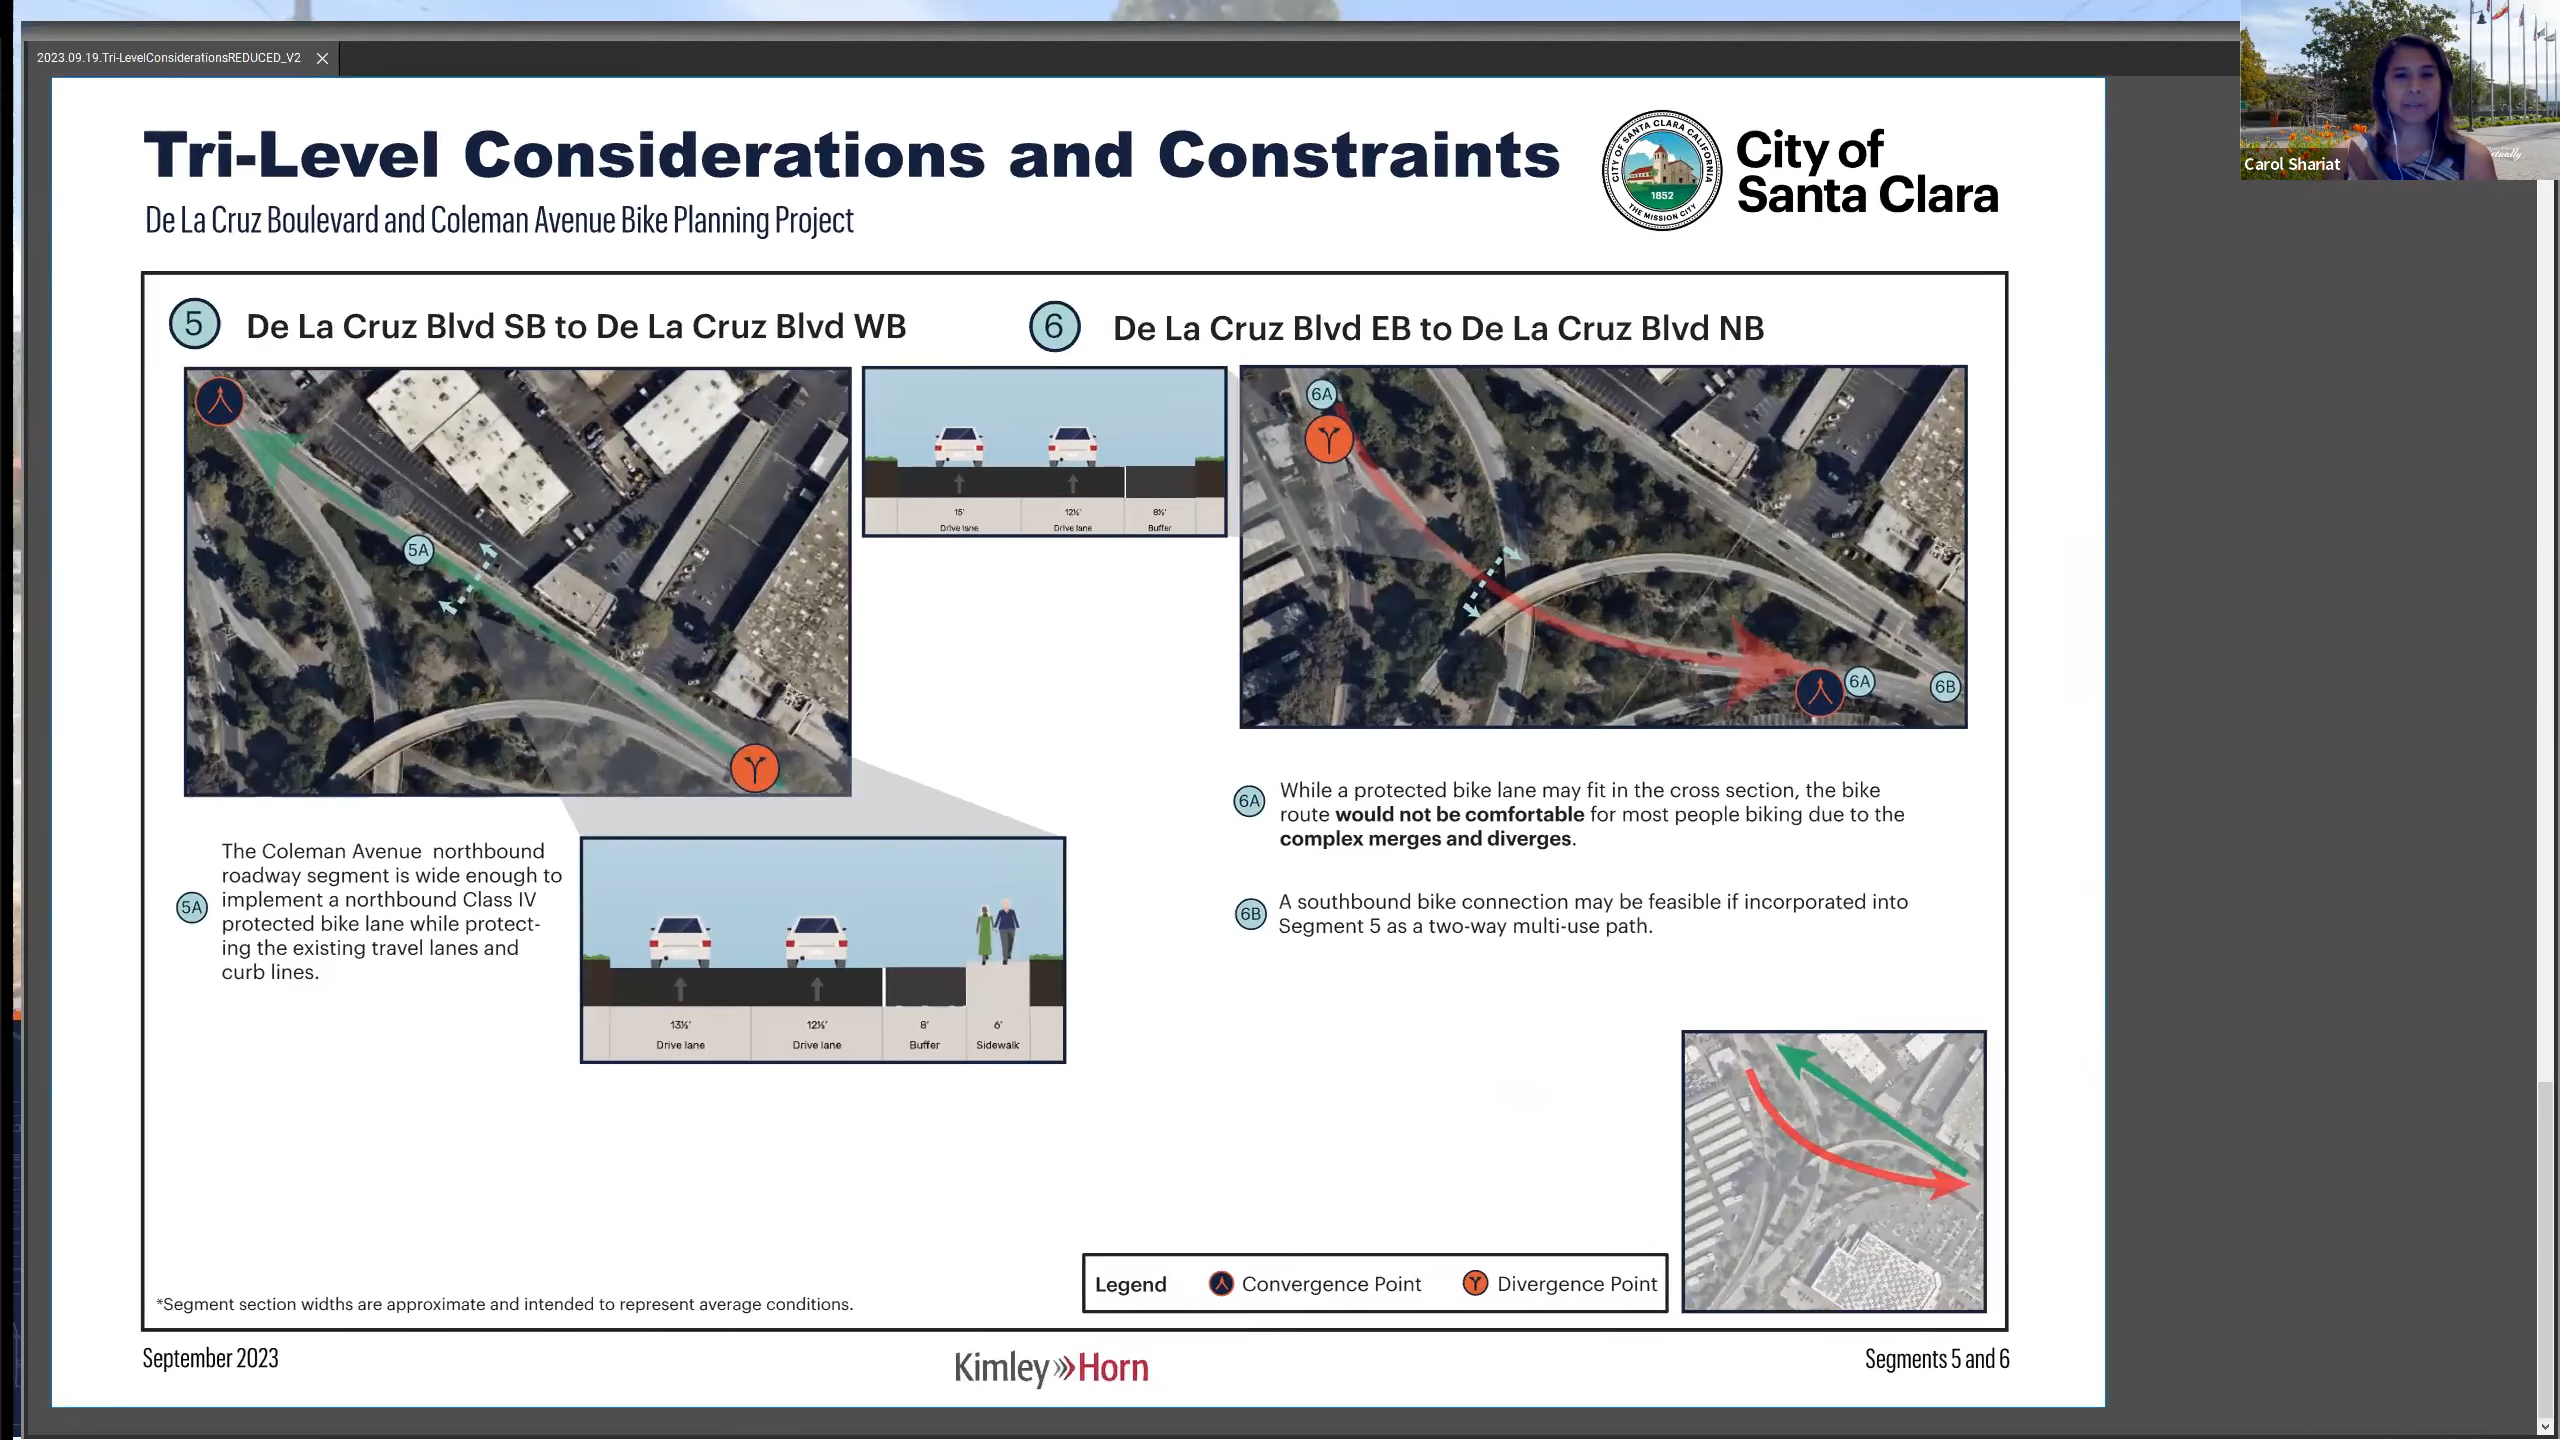 2023.09.19.Tri-LevelConsiderationsREDUCED_V2
Carol Shariat
Tri-Level Considerations and Constraints
De La Cruz Boulevard and Coleman Avenue Bike Planning Project
CITY OF SANTA CLARA CALIFORNIA
1852
THE MISSION CITY
City of
Santa Clara
5
De La Cruz Blvd SB to De La Cruz Blvd WB
6
De La Cruz Blvd EB to De La Cruz Blvd NB
5A
15'
12½'
8½'
Drive lane
Drive lane
Buffer
6A
6A
6B
5A
The Coleman Avenue northbound
roadway segment is wide enough to
implement a northbound Class IV
protected bike lane while protect-
ing the existing travel lanes and
curb lines.
13½'
12½'
8'
6'
Drive lane
Drive lane
Buffer
Sidewalk
6A
While a protected bike lane may fit in the cross section, the bike
route would not be comfortable for most people biking due to the
complex merges and diverges.
6B
A southbound bike connection may be feasible if incorporated into
Segment 5 as a two-way multi-use path.
Legend
Convergence Point
Divergence Point
*Segment section widths are approximate and intended to represent average conditions.
September 2023
Kimley»Horn
Segments 5 and 6